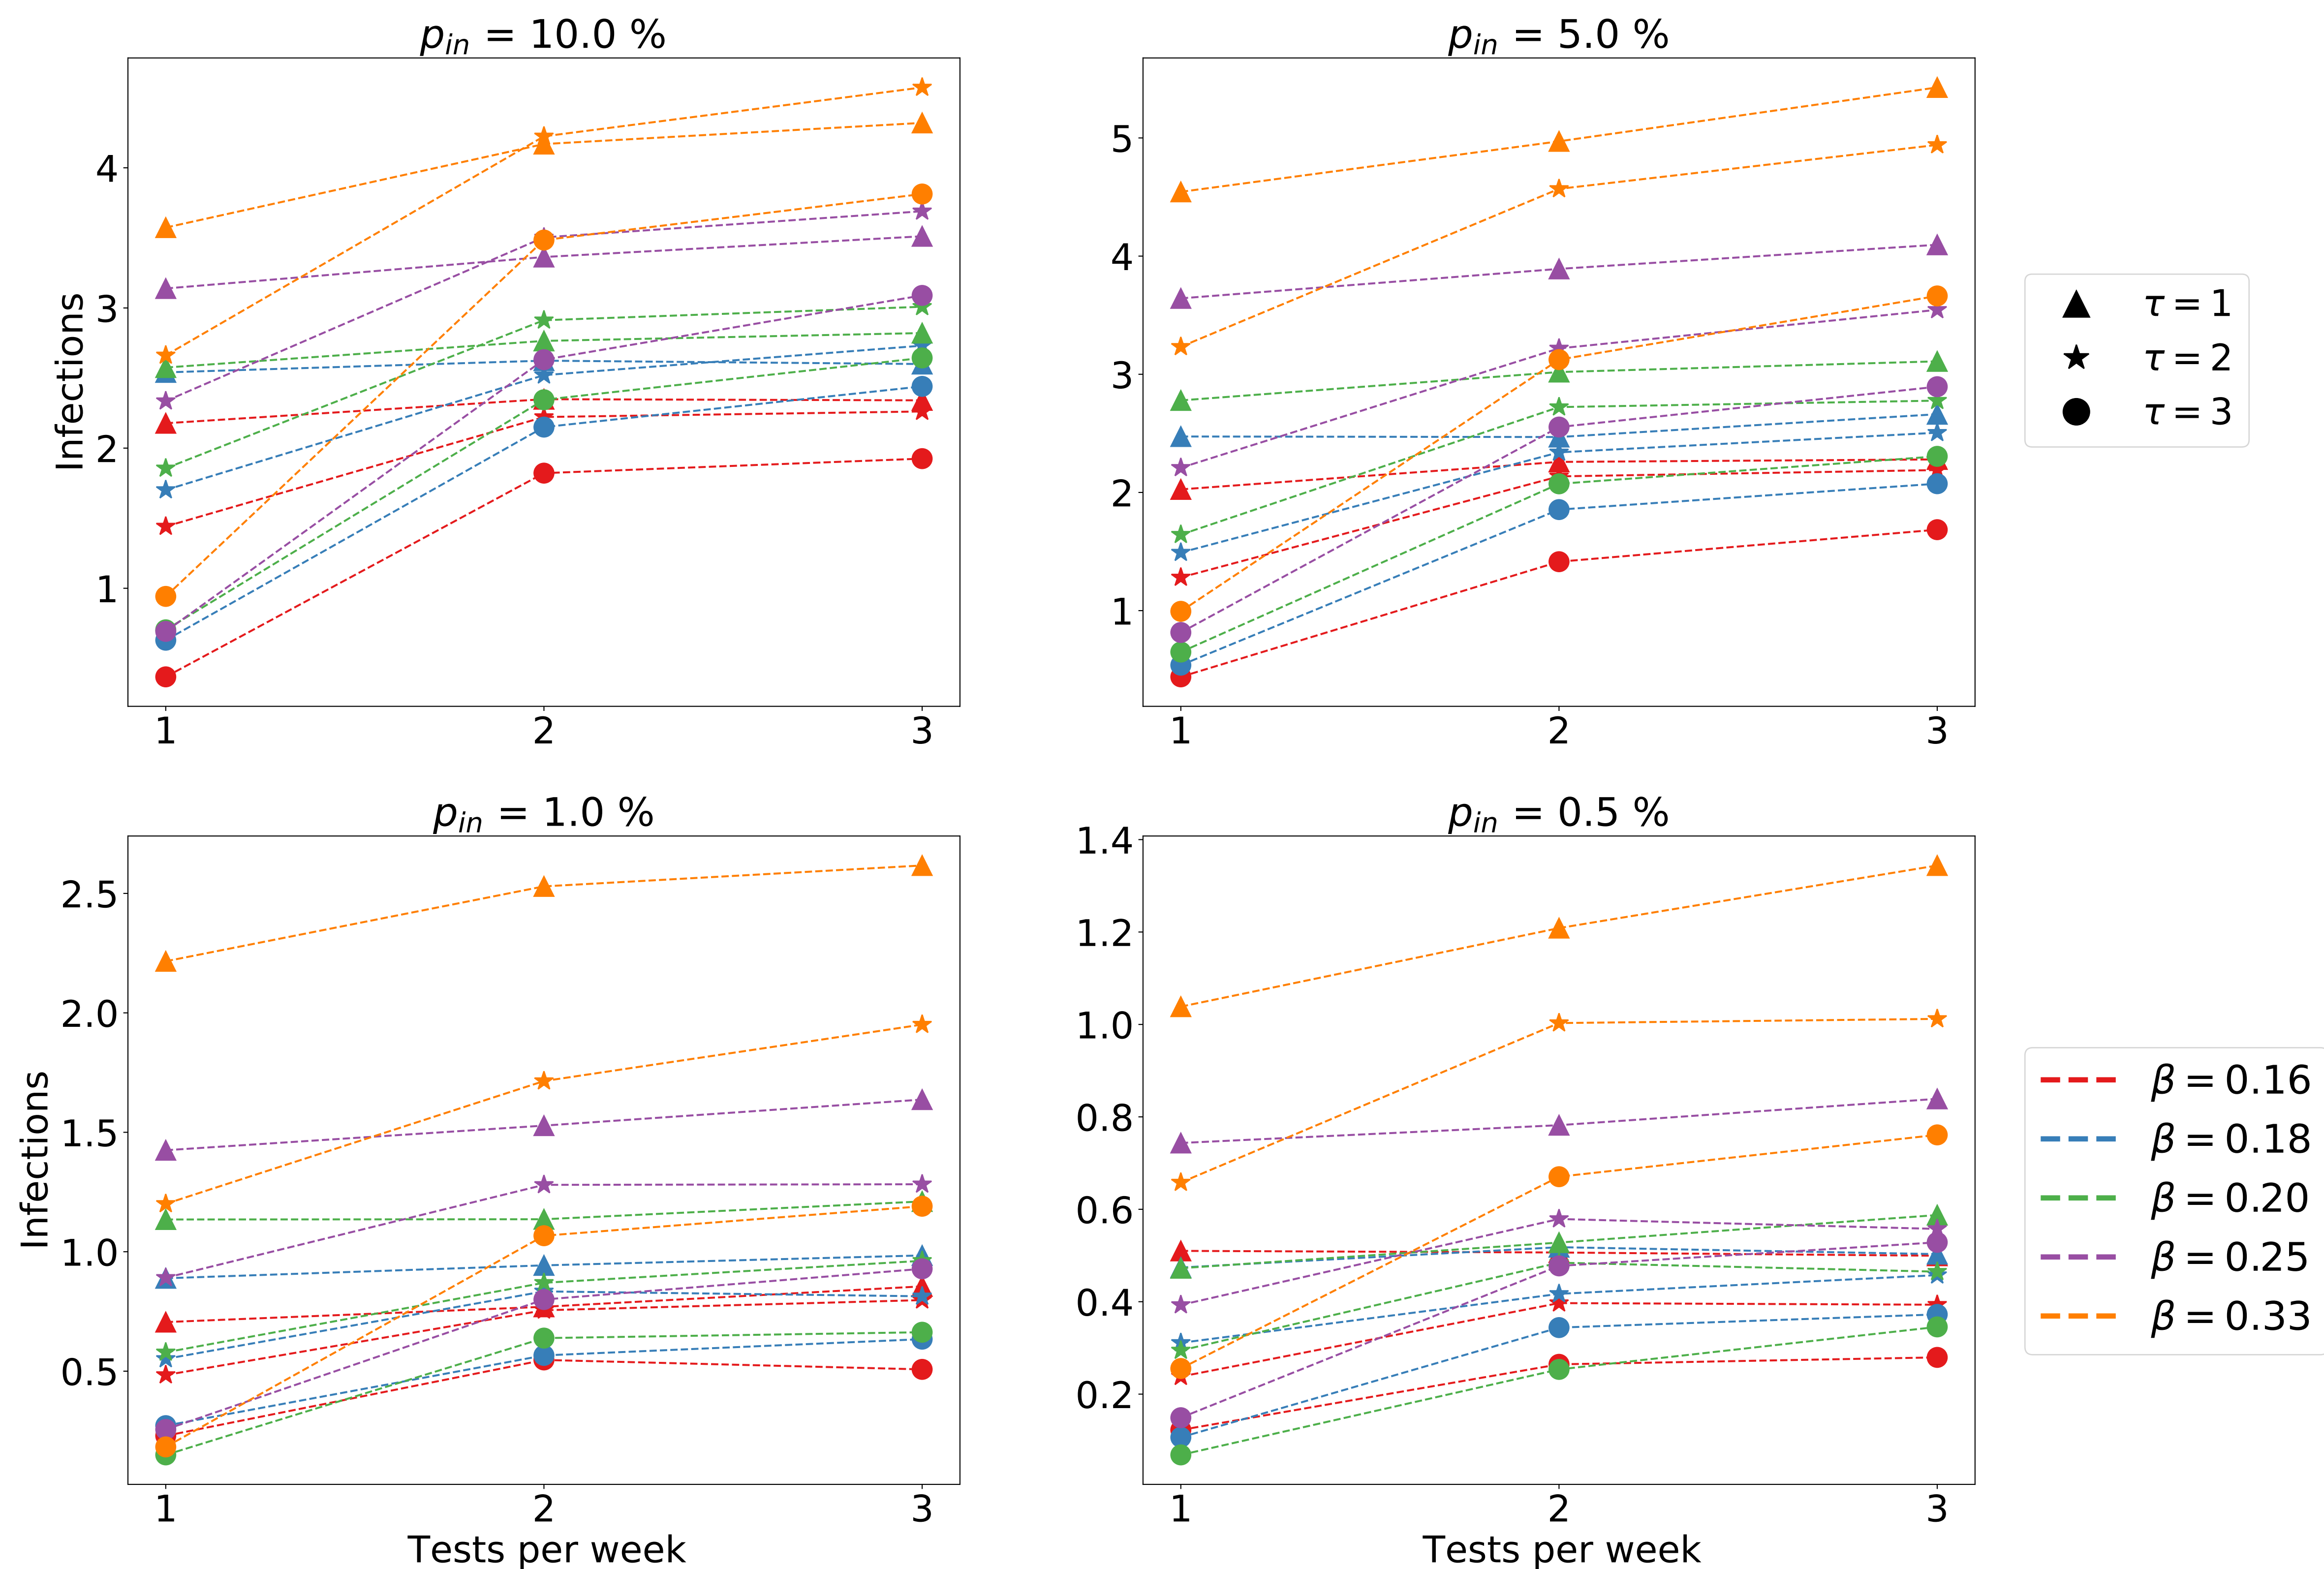 p_in = 10.0 %
Infections
4
3
2
1
1 2 3
p_in = 5.0 %
5
4
3
2
1
1 2 3
τ = 1
τ = 2
τ = 3
p_in = 1.0 %
Infections
2.5
2.0
1.5
1.0
0.5
1 2 3
Tests per week
p_in = 0.5 %
1.4
1.2
1.0
0.8
0.6
0.4
0.2
1 2 3
Tests per week
β = 0.16
β = 0.18
β = 0.20
β = 0.25
β = 0.33